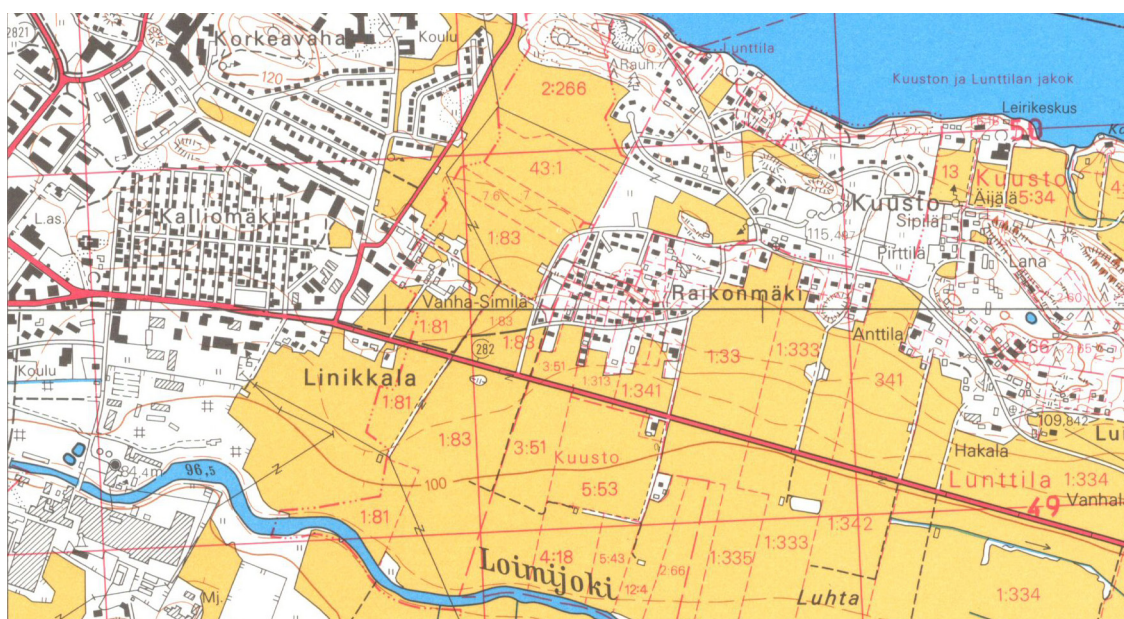 2821
Korkeavaha
Koulu
120
Rauh.
Lunttila
Kuuston ja Lunttilan jakok
Leirikeskus
50
2:266
43:1
7:6
1:83
Kalliomäki
L.as.
13
Kuusto
Äijälä
5:34
4:
Kuusto
Sipilä
115,407
Pirttilä
Lana
Vanha-Similä
Raikonmäki
1:81
1:83
1:83
282
3:51
1:313
1:341
1:33
1:333
Anttila
341
66
109,842
Koulu
Linikkala
1:81
1:83
3:51
Kuusto
5:53
Hakala
Lunttila
1:334
Vanhal
49
96,5
100
1:81
4:18
5:43
12:4
2:66
1:335
1:333
1:342
Loimijoki
Luhta
1:334
Mj.